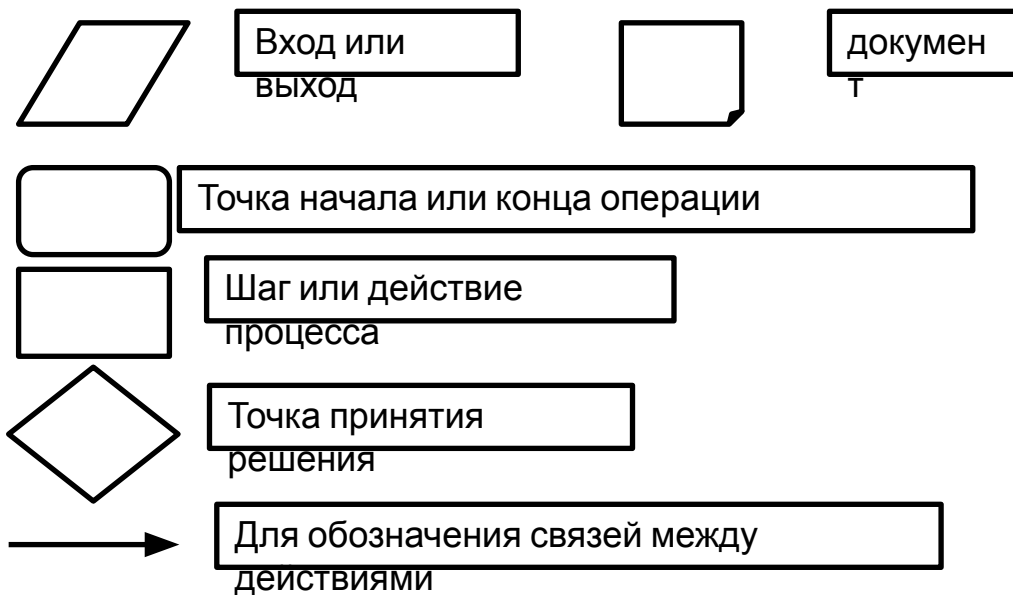 Вход или
выход
докумен
т
Точка начала или конца операции
Шаг или действие
процесса
Точка принятия
решения
Для обозначения связей между
действиями